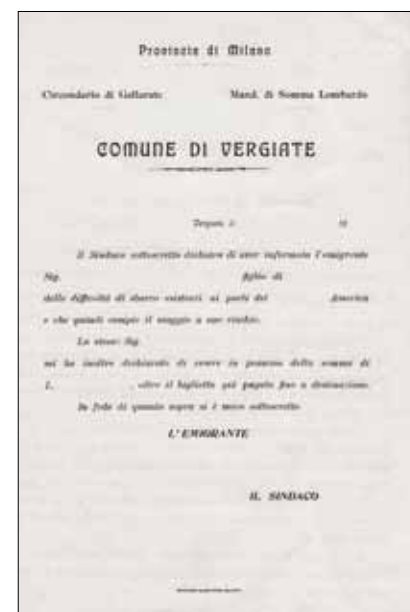 Provincia di Milano
Circondario di Gallarate Mand. di Somma Lombardo
COMUNE DI VERGIATE
Vergiate li 19
Il Sindaco sottoscritto dichiara di aver informato l'emigrante
Sig. figlio di
delle difficoltà di sbarco esistenti ai porti del America
e che quindi compie il viaggio a suo rischio.
Lo stesso Sig.
mi ha inoltre dichiarato di essere in possesso della somma di
L. , oltre il biglietto già pagato fino a destinazione.
In fede di quanto sopra si è meco sottoscritto
L'EMIGRANTE
IL SINDACO